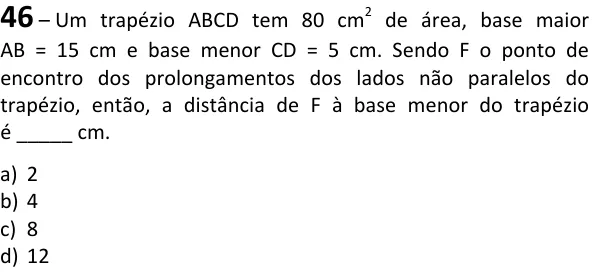 46 – Um trapézio ABCD tem 80 cm² de área, base maior
AB = 15 cm e base menor CD = 5 cm. Sendo F o ponto de
encontro dos prolongamentos dos lados não paralelos do
trapézio, então, a distância de F à base menor do trapézio
é _____ cm.
a) 2
b) 4
c) 8
d) 12